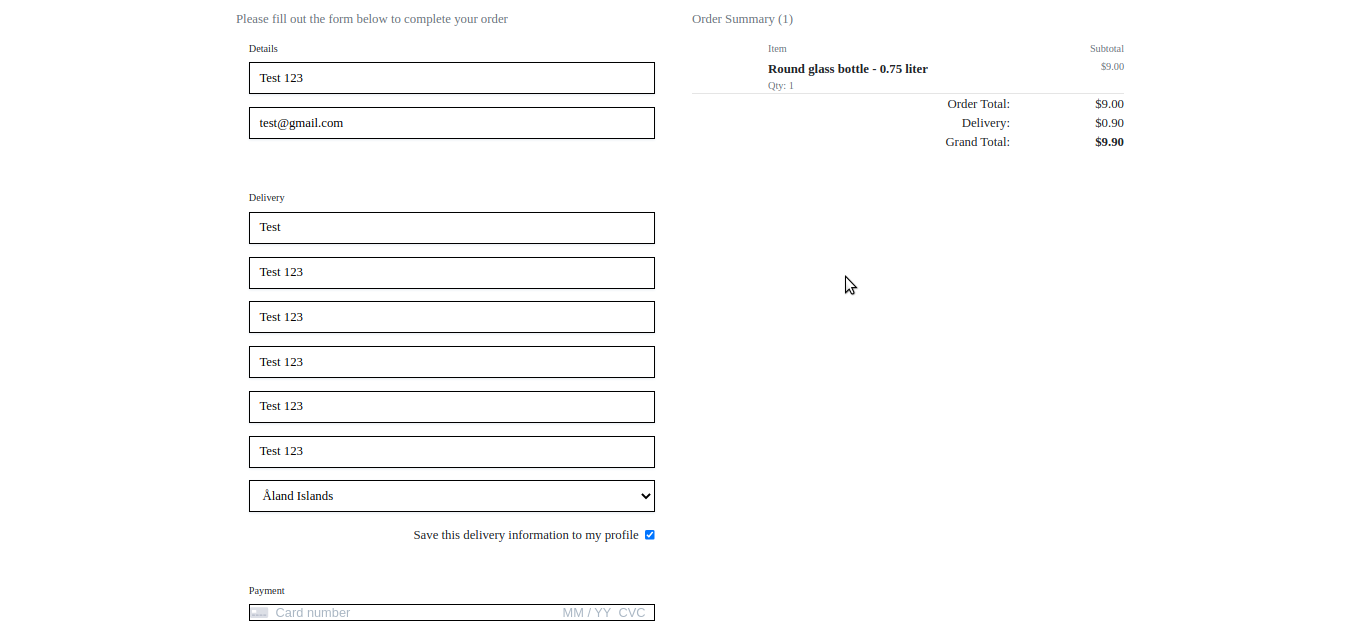 Please fill out the form below to complete your order
Details
Test 123
test@gmail.com
Delivery
Test
Test 123
Test 123
Test 123
Test 123
Test 123
Åland Islands
Save this delivery information to my profile
Payment
Card number MM / YY CVC
Order Summary (1)
Item Subtotal
Round glass bottle - 0.75 liter $9.00
Qty: 1
Order Total: $9.00
Delivery: $0.90
Grand Total: $9.90